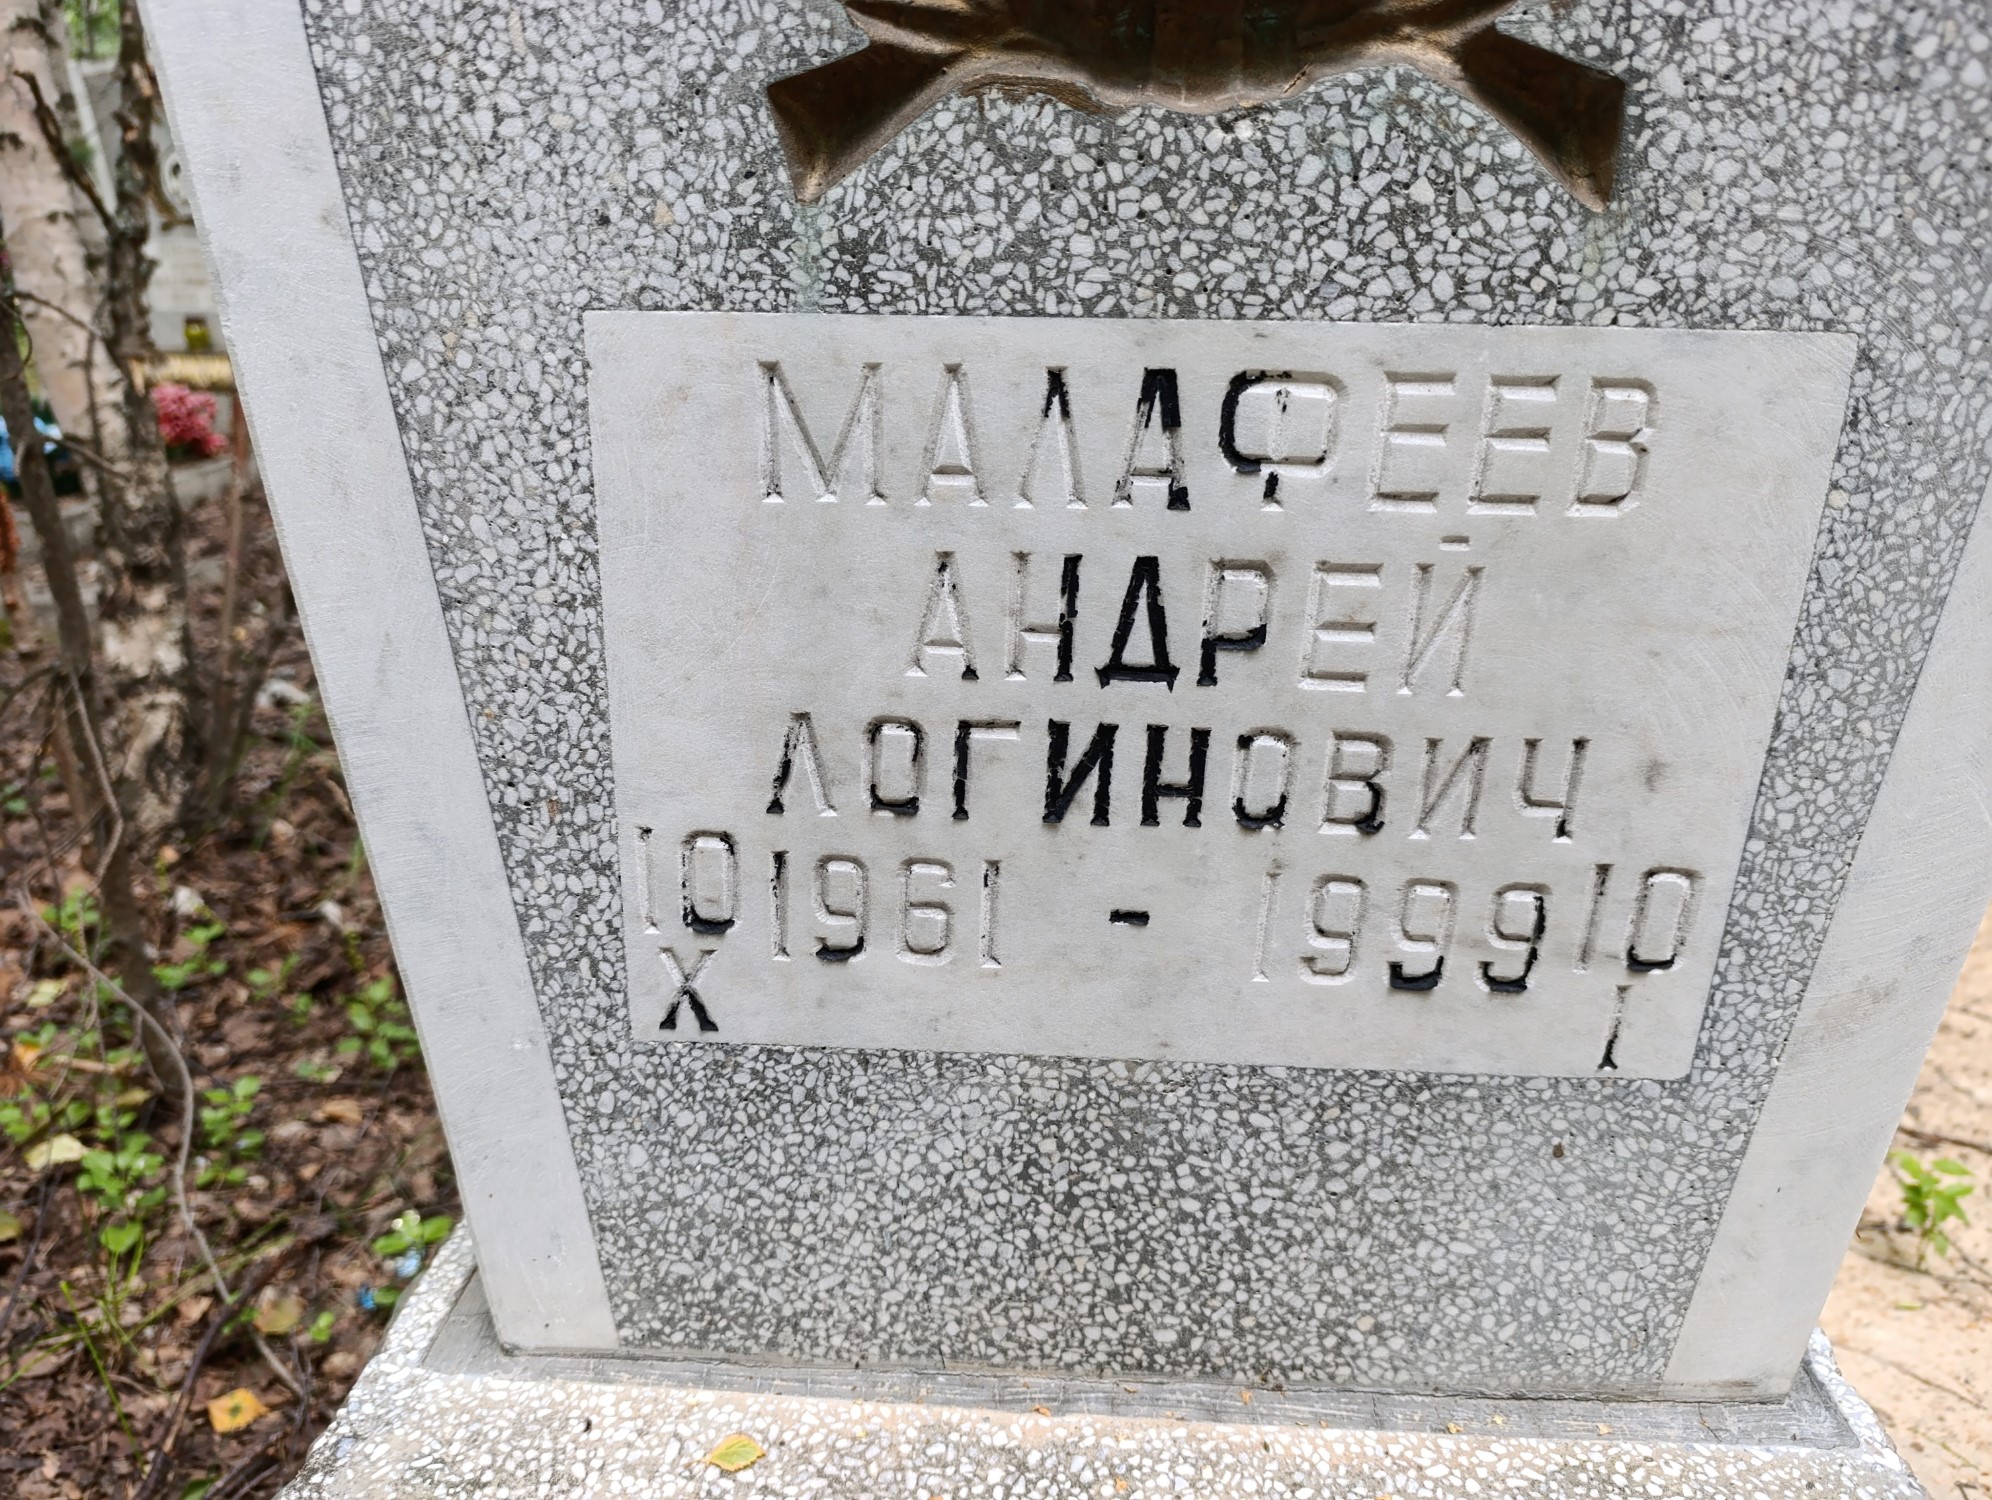 МАЛАФЕЕВ
АНДРЕЙ
ЛОГИНОВИЧ
10 1961 - 1999 10
X I